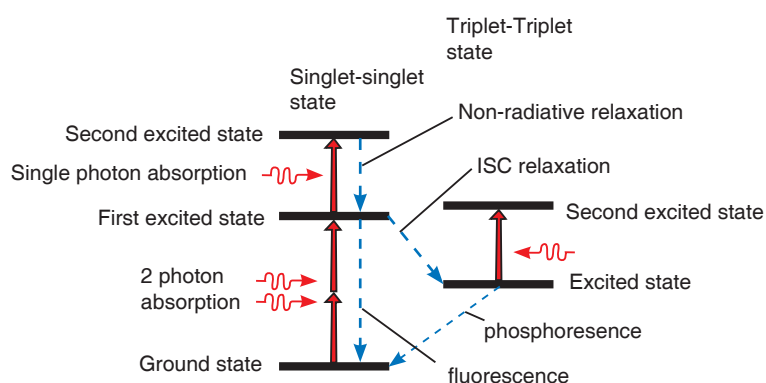 Triplet-Triplet
state
Singlet-singlet
state
Non-radiative relaxation
Second excited state
ISC relaxation
Single photon absorption
First excited state
Second excited state
2 photon
absorption
Excited state
phosphoresence
Ground state
fluorescence